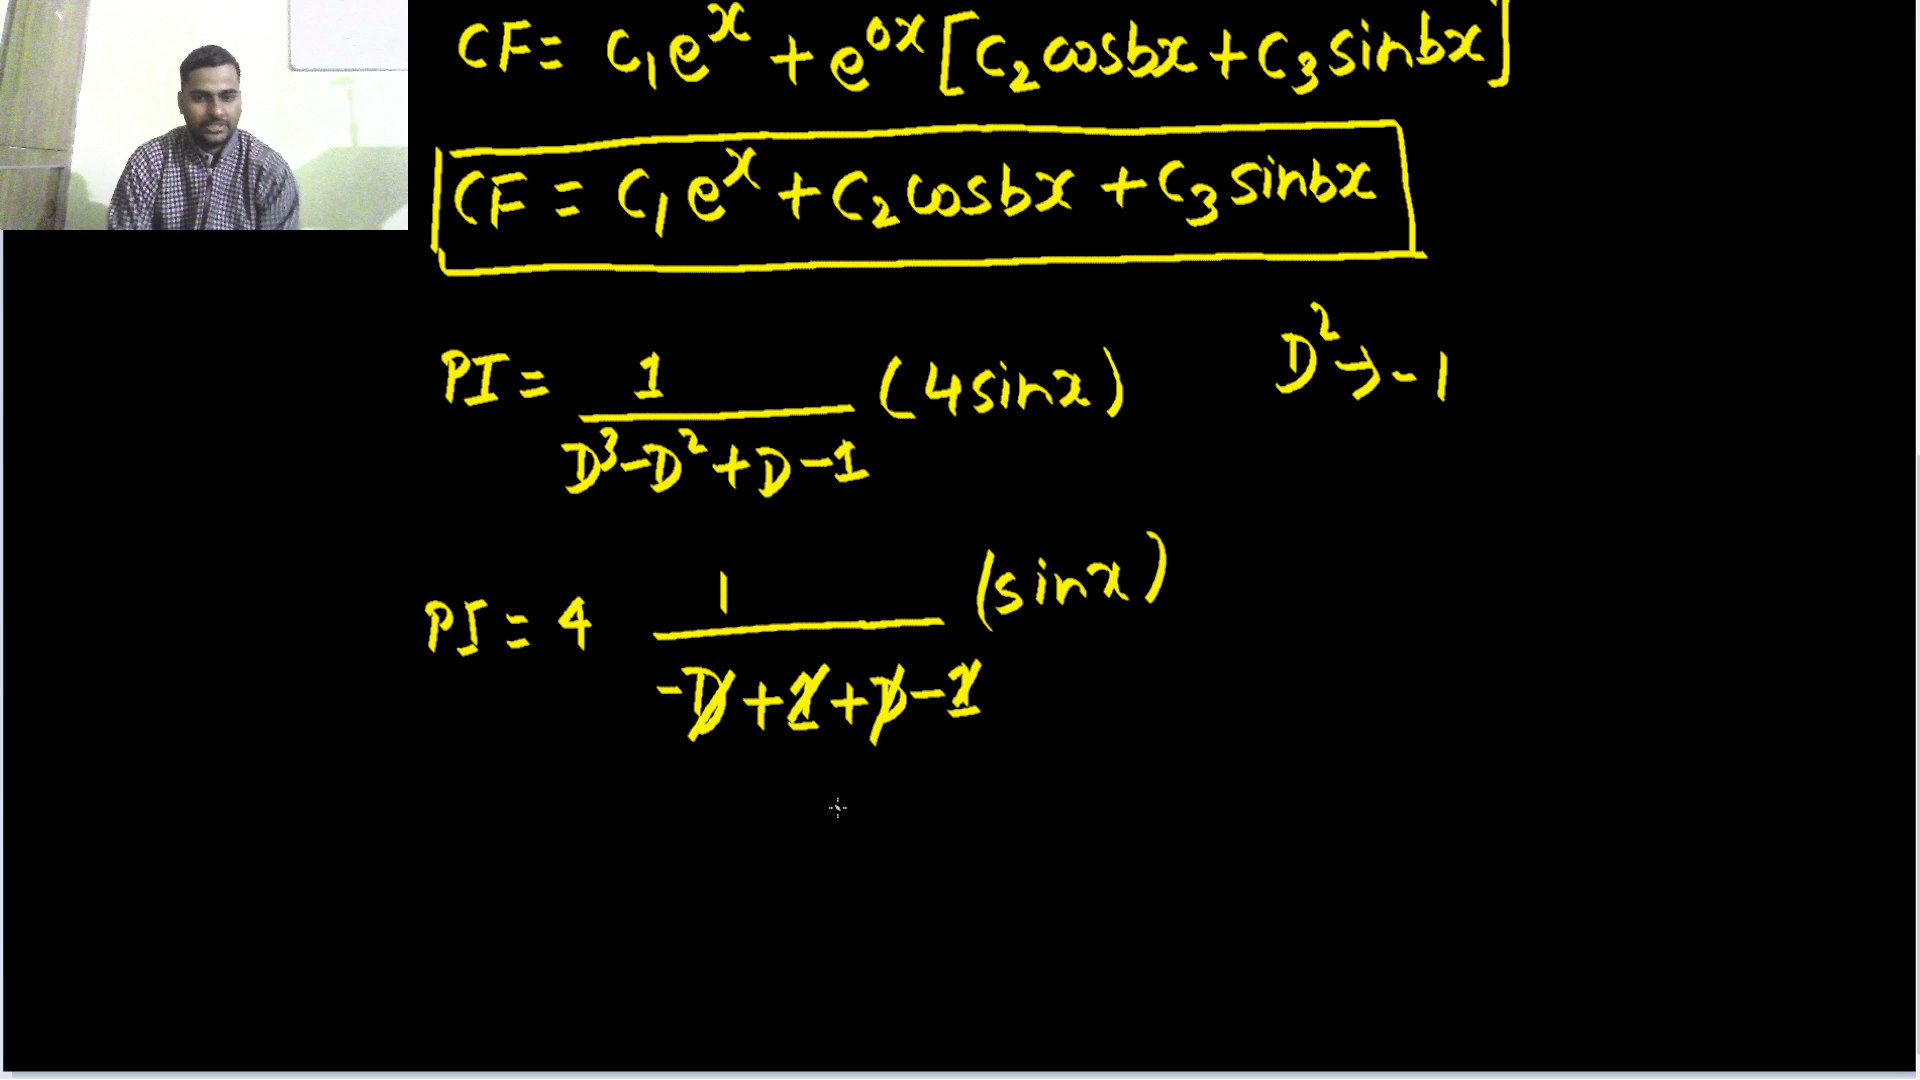 CF = C₁eˣ + e⁰ˣ[C₂cosbx + C₃sinbx]
CF = C₁eˣ + C₂cosbx + C₃sinbx
PI = 1/(D³-D²+D-1) (4sinx) D²→-1
PI = 4 1/(-D+1+D-1) (sinx)